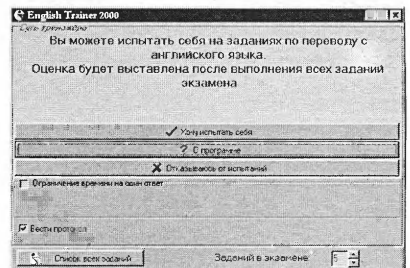 English Trainer 2000
Вы можете испытать себя на заданиях по переводу с
английского языка.
Оценка будет выставлена после выполнения всех заданий
экзамена
Хочу испытать себя
? О программе
Отказываюсь от испытаний
Ограничение времени на один ответ
Вести протокол
Список всех заданий
Заданий в экзамене 5